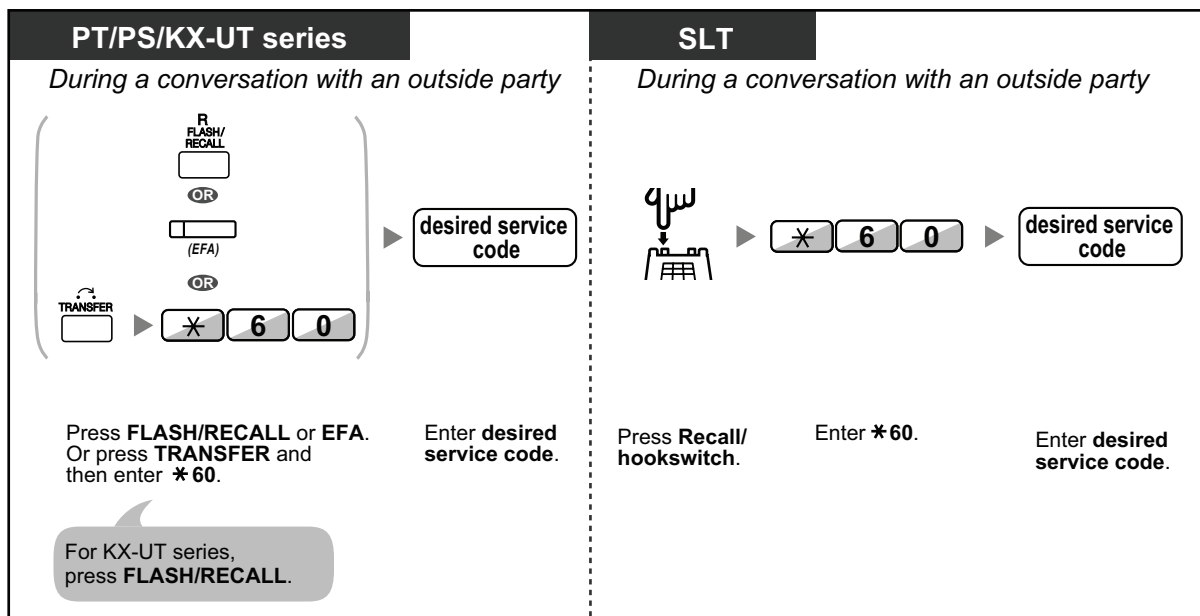 PT/PS/KX-UT series
During a conversation with an outside party
R
FLASH/
RECALL
OR
(EFA)
OR
TRANSFER
* 6 0
desired service
code
Press FLASH/RECALL or EFA.
Or press TRANSFER and
then enter *60.
Enter desired
service code.
For KX-UT series,
press FLASH/RECALL.
SLT
During a conversation with an outside party
* 6 0
desired service
code
Press Recall/
hookswitch.
Enter *60.
Enter desired
service code.